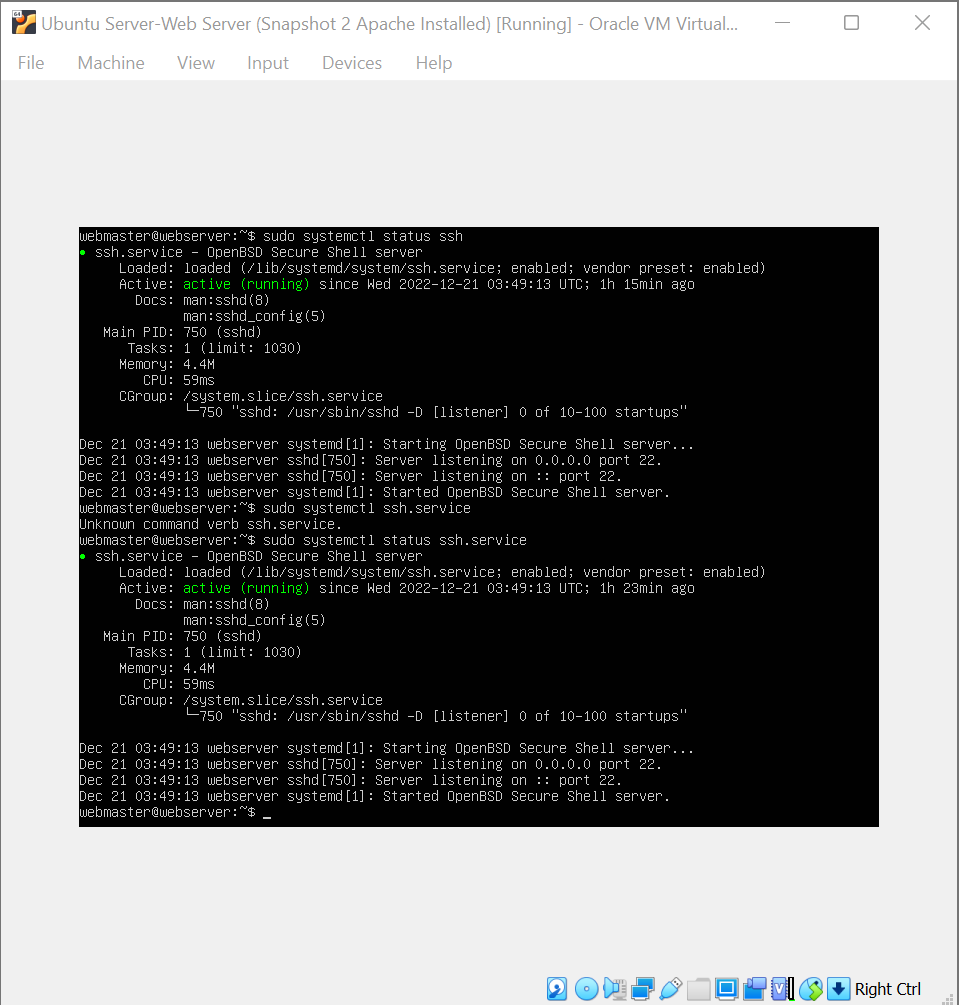 Ubuntu Server-Web Server (Snapshot 2 Apache Installed) [Running] - Oracle VM Virtual...
File Machine View Input Devices Help
webmaster@webserver:~$ sudo systemctl status ssh
● ssh.service - OpenBSD Secure Shell server
Loaded: loaded (/lib/systemd/system/ssh.service; enabled; vendor preset: enabled)
Active: active (running) since Wed 2022-12-21 03:49:13 UTC; 1h 15min ago
Docs: man:sshd(8)
man:sshd_config(5)
Main PID: 750 (sshd)
Tasks: 1 (limit: 1030)
Memory: 4.4M
CPU: 59ms
CGroup: /system.slice/ssh.service
└─750 "sshd: /usr/sbin/sshd -D [listener] 0 of 10-100 startups"
Dec 21 03:49:13 webserver systemd[1]: Starting OpenBSD Secure Shell server...
Dec 21 03:49:13 webserver sshd[750]: Server listening on 0.0.0.0 port 22.
Dec 21 03:49:13 webserver sshd[750]: Server listening on :: port 22.
Dec 21 03:49:13 webserver systemd[1]: Started OpenBSD Secure Shell server.
webmaster@webserver:~$ sudo systemctl ssh.service
Unknown command verb ssh.service.
webmaster@webserver:~$ sudo systemctl status ssh.service
● ssh.service - OpenBSD Secure Shell server
Loaded: loaded (/lib/systemd/system/ssh.service; enabled; vendor preset: enabled)
Active: active (running) since Wed 2022-12-21 03:49:13 UTC; 1h 23min ago
Docs: man:sshd(8)
man:sshd_config(5)
Main PID: 750 (sshd)
Tasks: 1 (limit: 1030)
Memory: 4.4M
CPU: 59ms
CGroup: /system.slice/ssh.service
└─750 "sshd: /usr/sbin/sshd -D [listener] 0 of 10-100 startups"
Dec 21 03:49:13 webserver systemd[1]: Starting OpenBSD Secure Shell server...
Dec 21 03:49:13 webserver sshd[750]: Server listening on 0.0.0.0 port 22.
Dec 21 03:49:13 webserver sshd[750]: Server listening on :: port 22.
Dec 21 03:49:13 webserver systemd[1]: Started OpenBSD Secure Shell server.
webmaster@webserver:~$ _
Right Ctrl